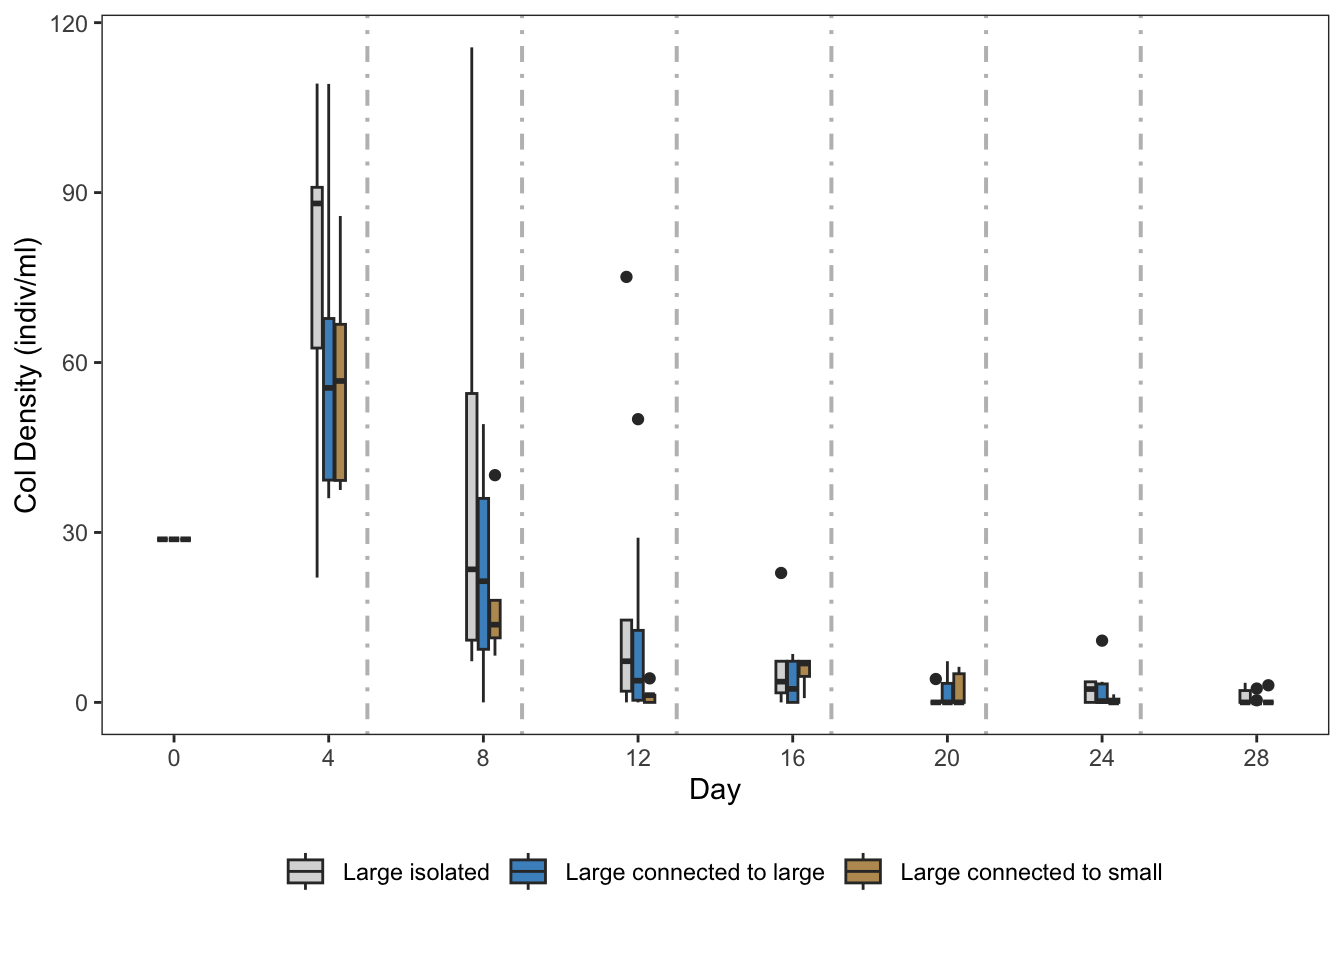 120
90
60
30
0
Col Density (indiv/ml)
0 4 8 12 16 20 24 28
Day
Large isolated Large connected to large Large connected to small